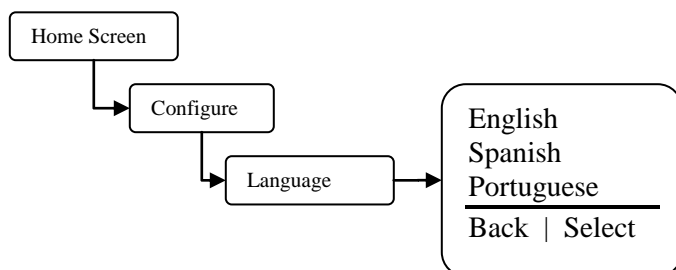 Home Screen
Configure
Language
English
Spanish
Portuguese
Back | Select